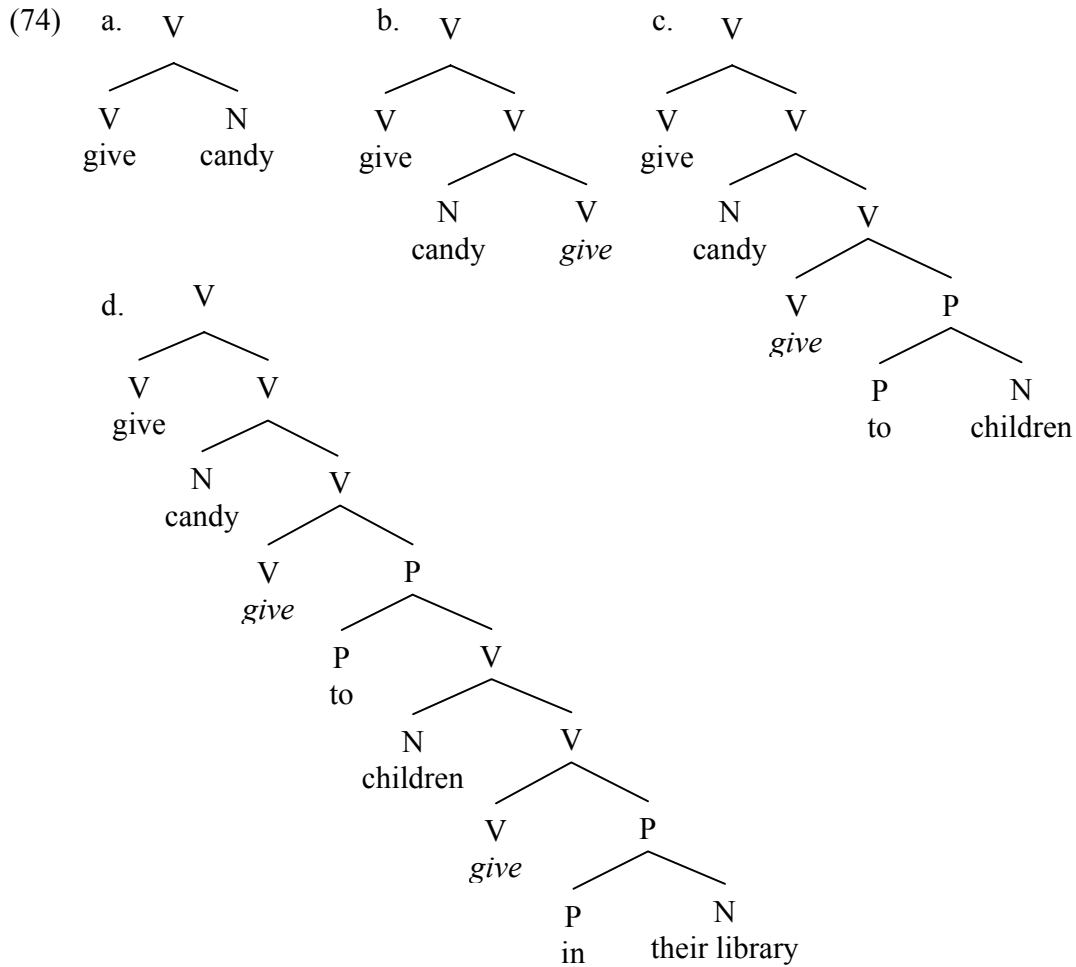 (74) a. V b. V c. V
V N V V V V
give candy give give
N V N V
candy give candy
V P
give
P N
to children
d. V
V V
give
N V
candy
V P
give
P V
to
N V
children
V P
give
P N
in their library